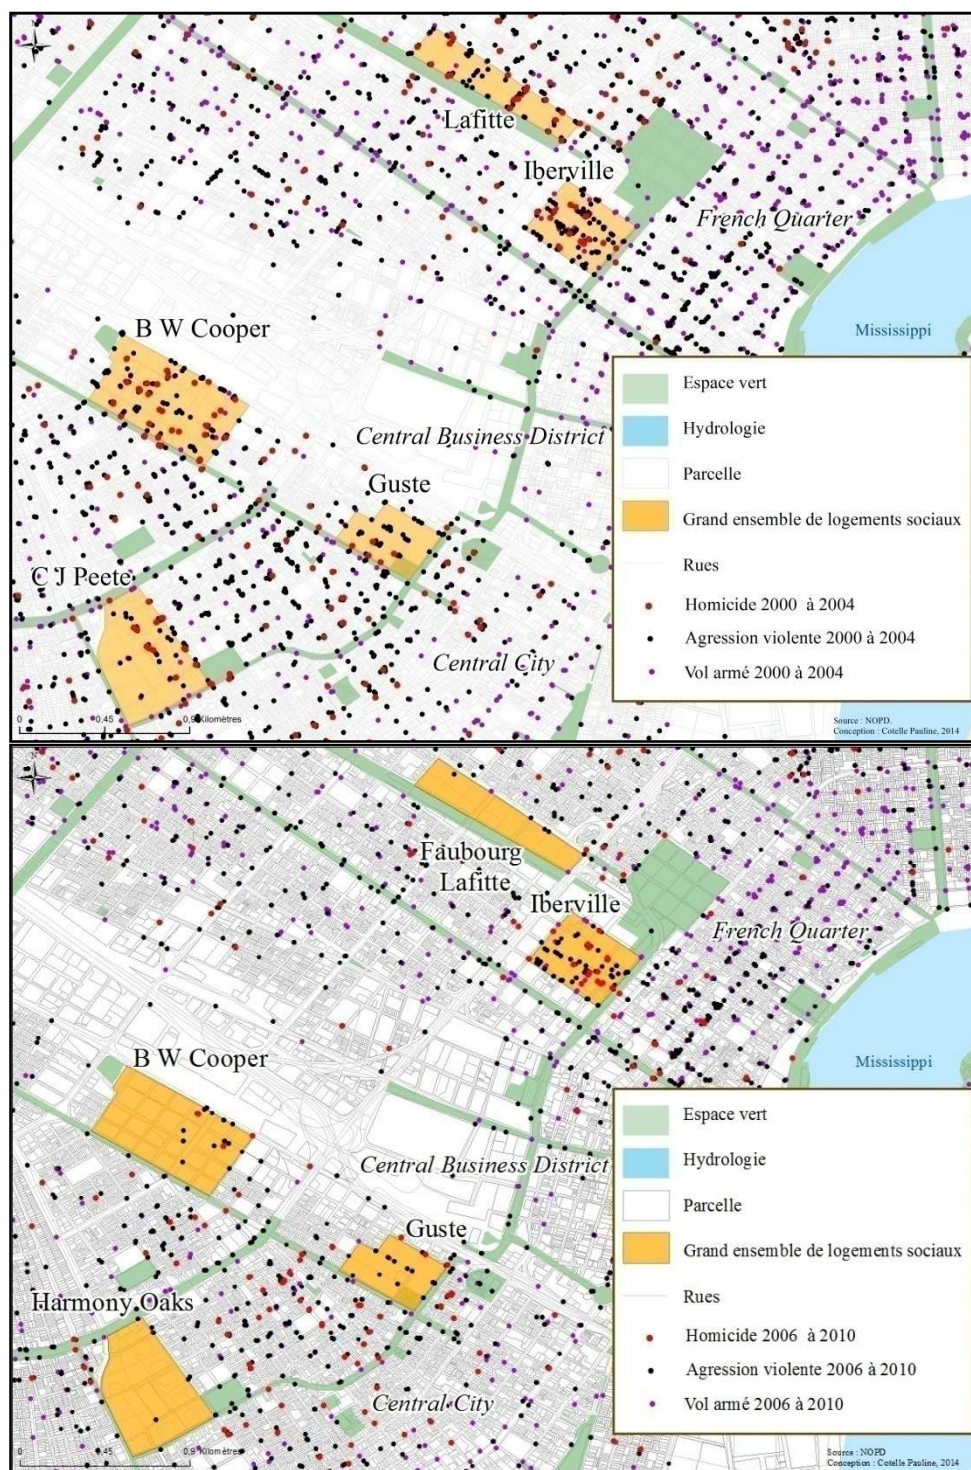 N
Lafitte
Iberville
French Quarter
B W Cooper
Mississippi
Central Business District
Guste
C J Peete
Central City
0 0,45 0,9 Kilomètres
Espace vert
Hydrologie
Parcelle
Grand ensemble de logements sociaux
Rues
Homicide 2000 à 2004
Agression violente 2000 à 2004
Vol armé 2000 à 2004
Source : NOPD.
Conception : Cotelle Pauline, 2014
N
Faubourg
Lafitte
Iberville
French Quarter
B W Cooper
Mississippi
Central Business District
Guste
Harmony Oaks
Central City
0 0,45 0,9 Kilomètres
Espace vert
Hydrologie
Parcelle
Grand ensemble de logements sociaux
Rues
Homicide 2006 à 2010
Agression violente 2006 à 2010
Vol armé 2006 à 2010
Source : NOPD
Conception : Cotelle Pauline, 2014